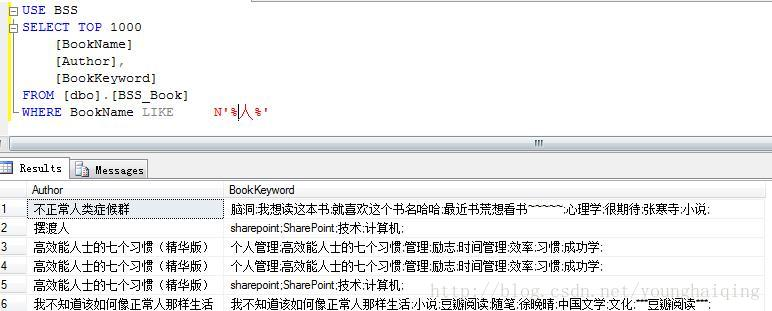 USE BSS
SELECT TOP 1000
[BookName]
[Author],
[BookKeyword]
FROM [dbo].[BSS_Book]
WHERE BookName LIKE N'%人%'
Results Messages
Author BookKeyword
1 不正常人类症候群 脑洞;我想读这本书;就喜欢这个书名哈哈;最近书荒想看书~~~~~;心理学;很期待;张寒寺;小说;
2 摆渡人 sharepoint;SharePoint;技术;计算机;
3 高效能人士的七个习惯（精华版） 个人管理;高效能人士的七个习惯;管理;励志;时间管理;效率;习惯;成功学;
4 高效能人士的七个习惯（精华版） 个人管理;高效能人士的七个习惯;管理;励志;时间管理;效率;习惯;成功学;
5 高效能人士的七个习惯（精华版） sharepoint;SharePoint;技术;计算机;
6 我不知道该如何像正常人那样生活 我不知道该如何像正常人那样生活;小说;豆瓣阅读;随笔;徐晚晴;中国文学;文化;***豆瓣阅读***;
http://blog.csdn.net/younghaiqing